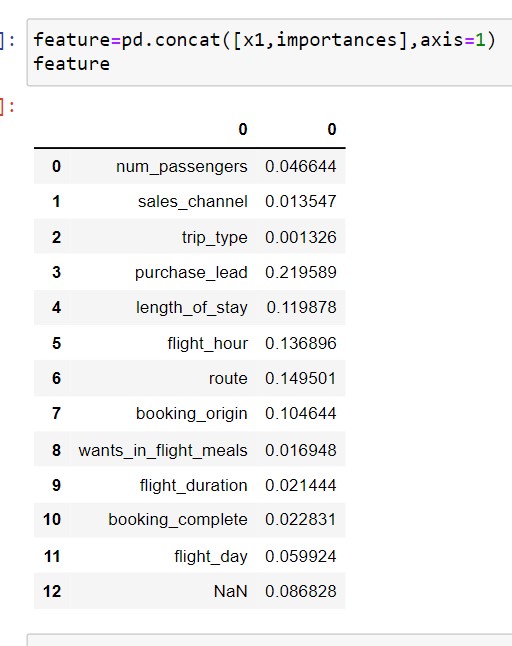 ]: feature=pd.concat([x1,importances],axis=1)
feature
]:
0 0
0 num_passengers 0.046644
1 sales_channel 0.013547
2 trip_type 0.001326
3 purchase_lead 0.219589
4 length_of_stay 0.119878
5 flight_hour 0.136896
6 route 0.149501
7 booking_origin 0.104644
8 wants_in_flight_meals 0.016948
9 flight_duration 0.021444
10 booking_complete 0.022831
11 flight_day 0.059924
12 NaN 0.086828